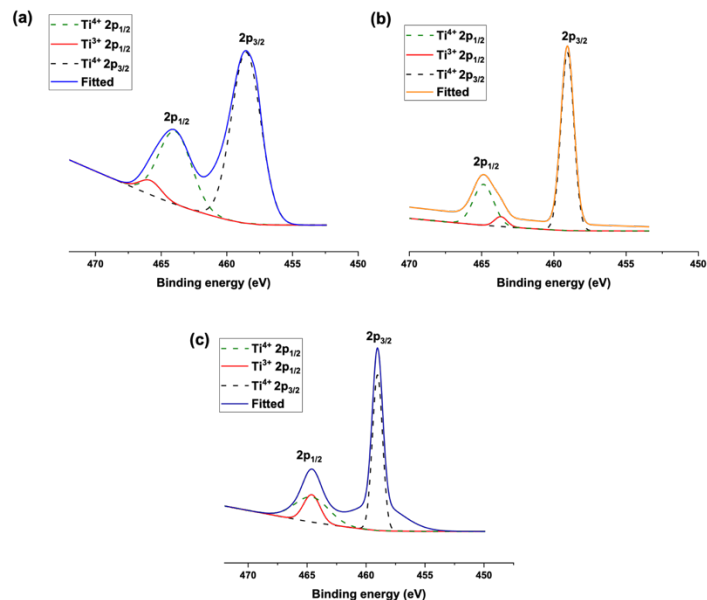 (a)
Ti⁴⁺ 2p₁/₂
Ti³⁺ 2p₁/₂
Ti⁴⁺ 2p₃/₂
Fitted
2p₃/₂
2p₁/₂
470 465 460 455 450
Binding energy (eV)
(b)
Ti⁴⁺ 2p₁/₂
Ti³⁺ 2p₁/₂
Ti⁴⁺ 2p₃/₂
Fitted
2p₃/₂
2p₁/₂
470 465 460 455 450
Binding energy (eV)
(c)
Ti⁴⁺ 2p₁/₂
Ti³⁺ 2p₁/₂
Ti⁴⁺ 2p₃/₂
Fitted
2p₃/₂
2p₁/₂
470 465 460 455 450
Binding energy (eV)